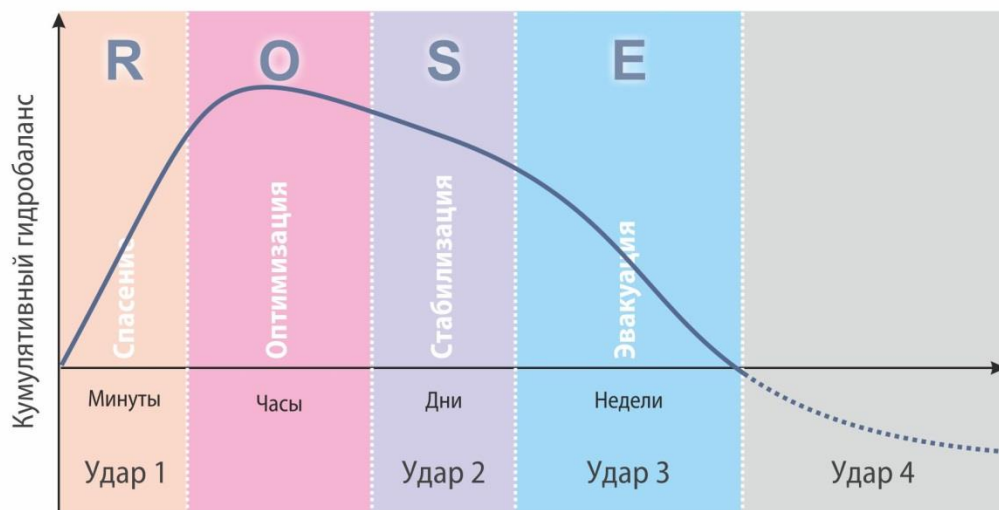 R O S E
Кумулятивный гидробаланс
Спасение
Оптимизация
Стабилизация
Эвакуация
Минуты Часы Дни Недели
Удар 1 Удар 2 Удар 3 Удар 4